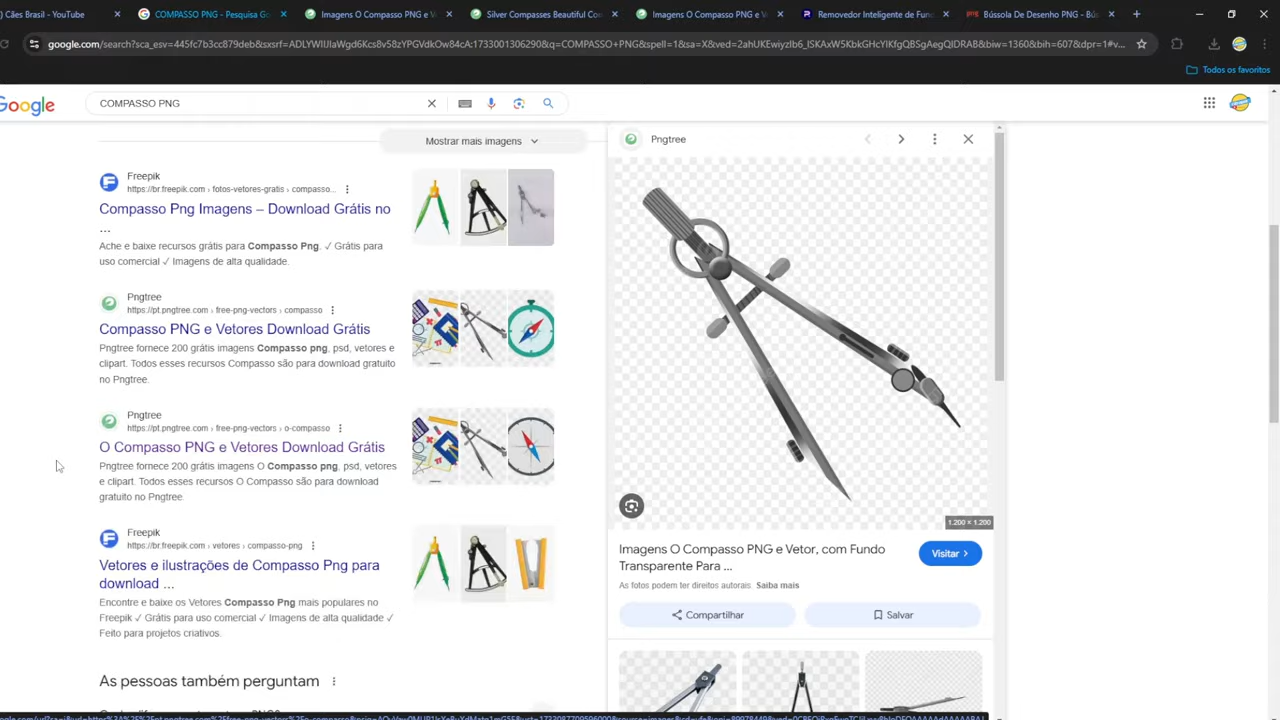 Cães Brasil - YouTube
COMPASSO PNG - Pesquisa Go
Imagens O Compasso PNG e V
Silver Compasses Beautiful Co
Imagens O Compasso PNG e V
Removedor Inteligente de Fun
Bússola De Desenho PNG - Bú
google.com/search?sca_esv=445fc7b3cc879deb&sxsrf=
Todos os favoritos
Google
COMPASSO PNG
Mostrar mais imagens
Freepik
https://br.freepik.com › fotos-vetores-gratis › compasso...
Compasso Png Imagens – Download Grátis no
...
Ache e baixe recursos grátis para Compasso Png. ✓ Grátis para
uso comercial ✓ Imagens de alta qualidade.
Pngtree
https://pt.pngtree.com › free-png-vectors › compasso
Compasso PNG e Vetores Download Grátis
Pngtree fornece 200 grátis imagens Compasso png, psd, vetores e
clipart. Todos esses recursos Compasso são para download gratuito
no Pngtree.
Pngtree
https://pt.pngtree.com › free-png-vectors › o-compasso
O Compasso PNG e Vetores Download Grátis
Pngtree fornece 200 grátis imagens O Compasso png, psd, vetores
e clipart. Todos esses recursos O Compasso são para download
gratuito no Pngtree.
Freepik
https://br.freepik.com › vetores › compasso-png
Vetores e ilustrações de Compasso Png para
download ...
Encontre e baixe os Vetores Compasso Png mais populares no
Freepik ✓ Grátis para uso comercial ✓ Imagens de alta qualidade ✓
Feito para projetos criativos.
As pessoas também perguntam
Pngtree
1.200 × 1.200
Imagens O Compasso PNG e Vetor, com Fundo
Transparente Para ...
Visitar
As fotos podem ter direitos autorais. Saiba mais
Compartilhar
Salvar